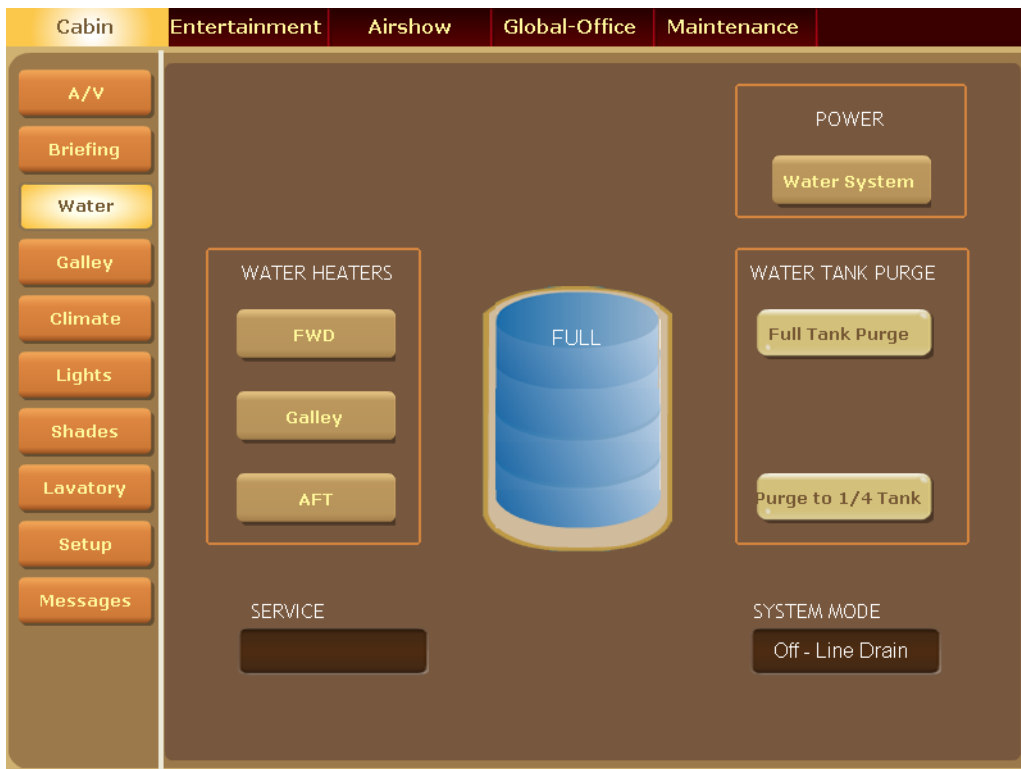 Cabin
Entertainment
Airshow
Global-Office
Maintenance
A/V
Briefing
Water
Galley
Climate
Lights
Shades
Lavatory
Setup
Messages
POWER
Water System
WATER HEATERS
FWD
Galley
AFT
FULL
WATER TANK PURGE
Full Tank Purge
Purge to 1/4 Tank
SERVICE
SYSTEM MODE
Off - Line Drain